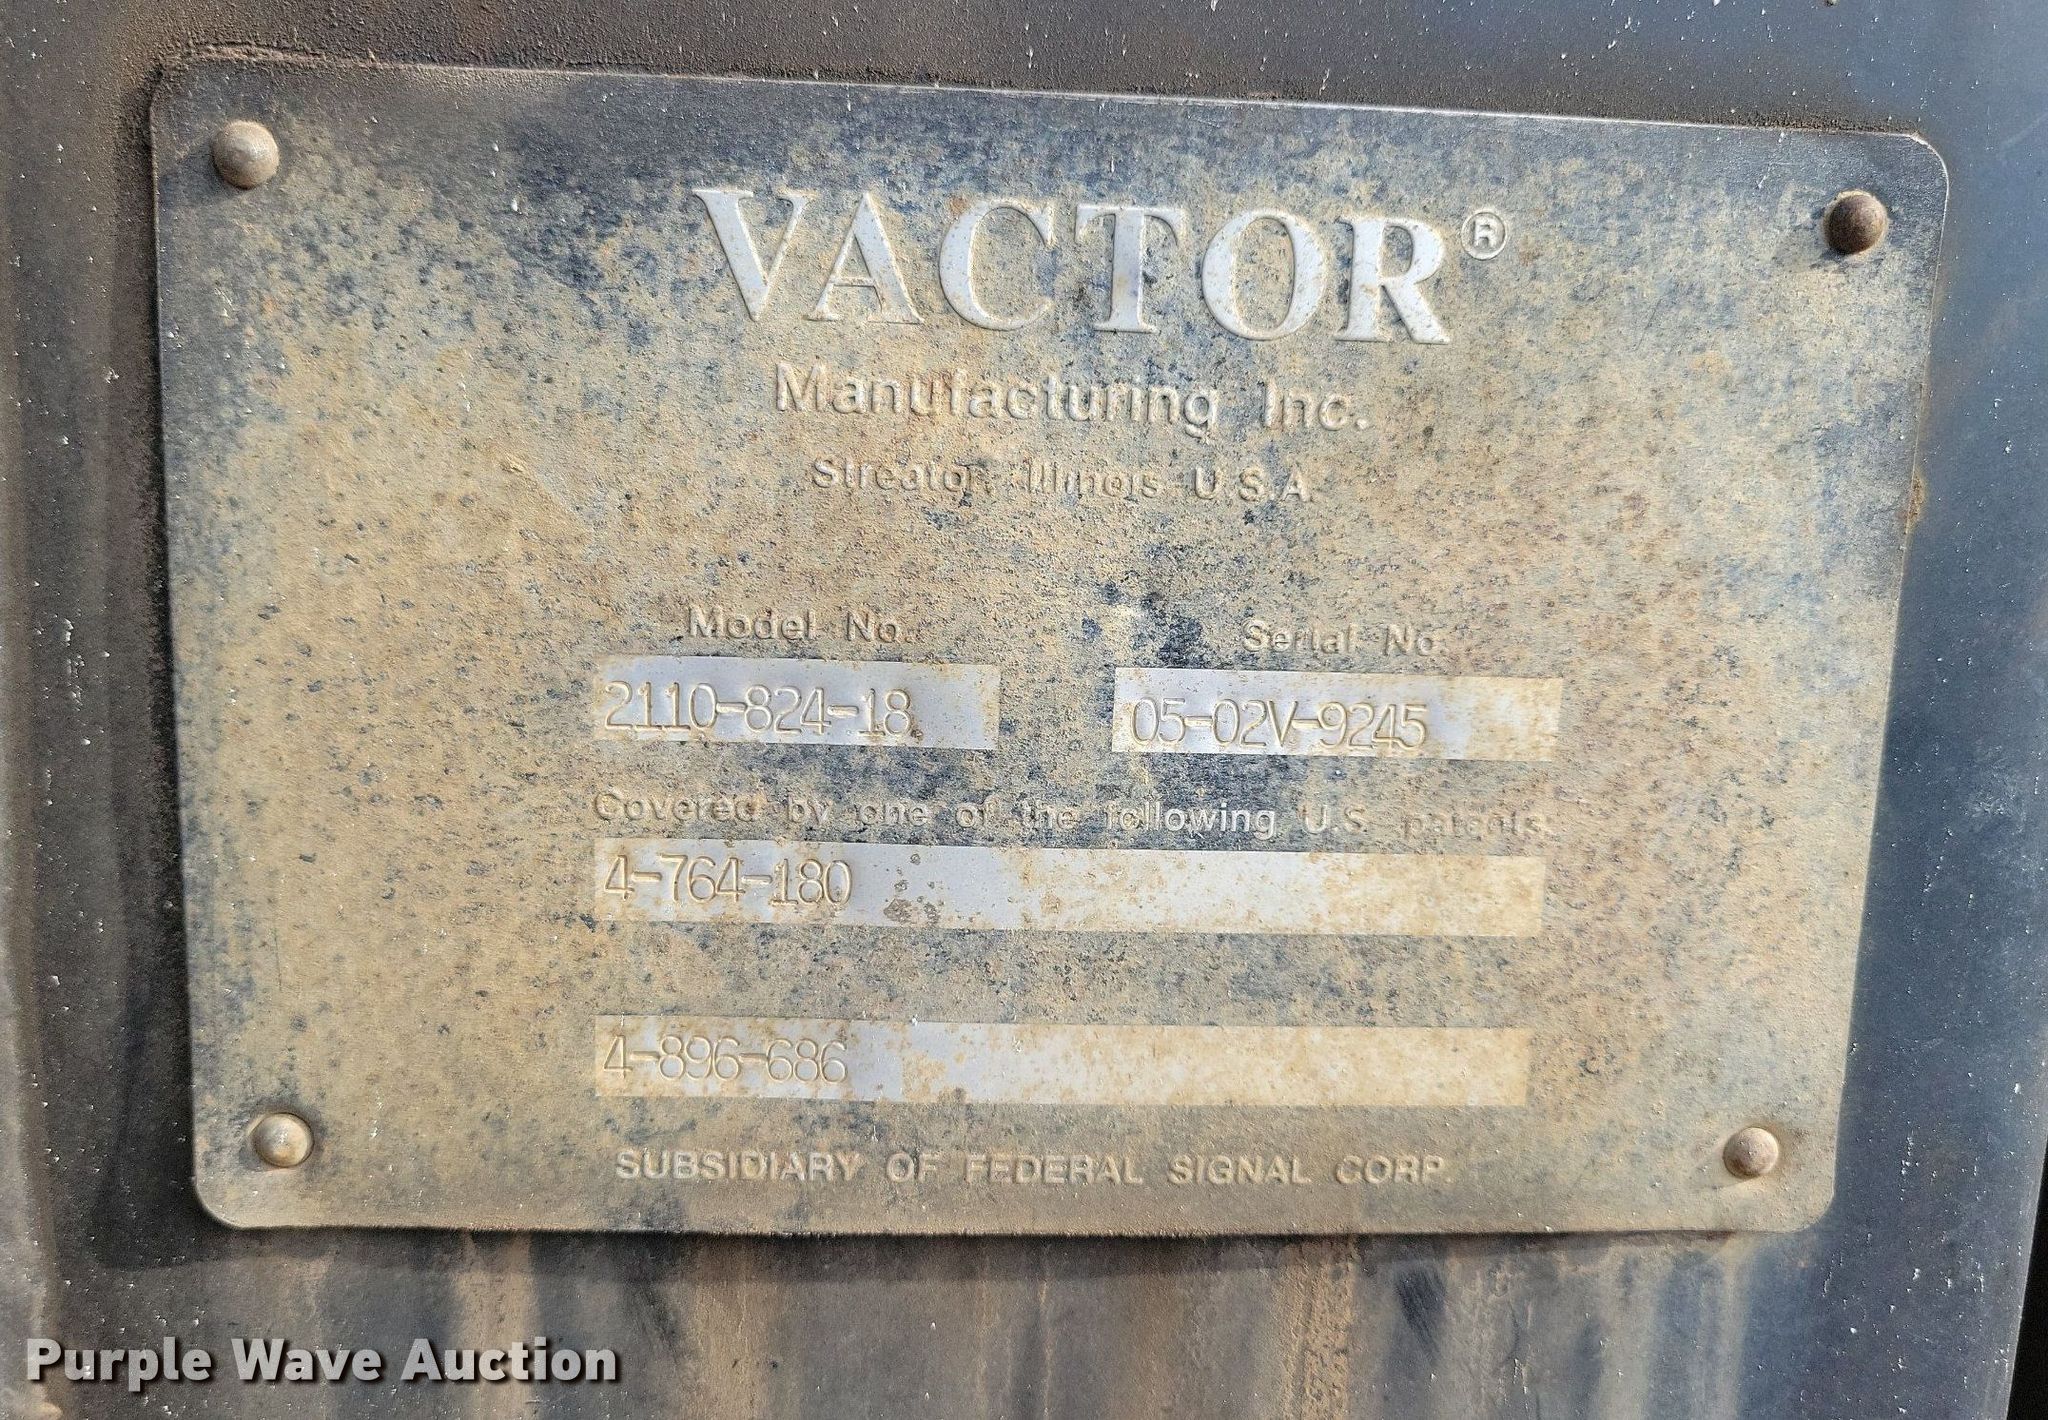 VACTOR®
Manufacturing Inc.
Streator, Illinois U.S.A.
Model No. Serial No.
2110-824-18 05-02V-9245
Covered by one of the following U.S. patents.
4-764-180
4-896-686
SUBSIDIARY OF FEDERAL SIGNAL CORP.
Purple Wave Auction